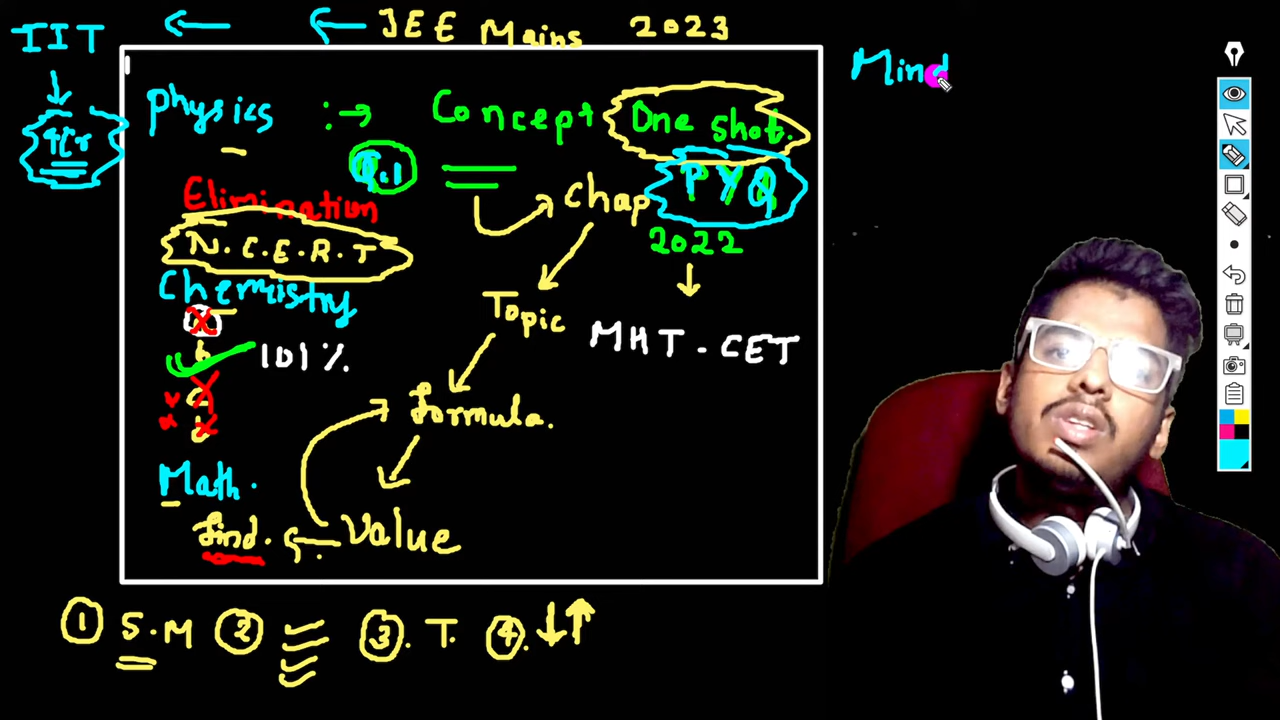 IIT ← ← JEE Mains 2023
Mind
Physics :→ Concept One shot.
4Cr
Q.1
Chap PYQ
Elimination
2022
N.C.E.R.T
Chemistry
Topic
MHT - CET
b 101 %.
Formula.
Math.
find. Value
① S.M ② ③. T. ④. ↓↑